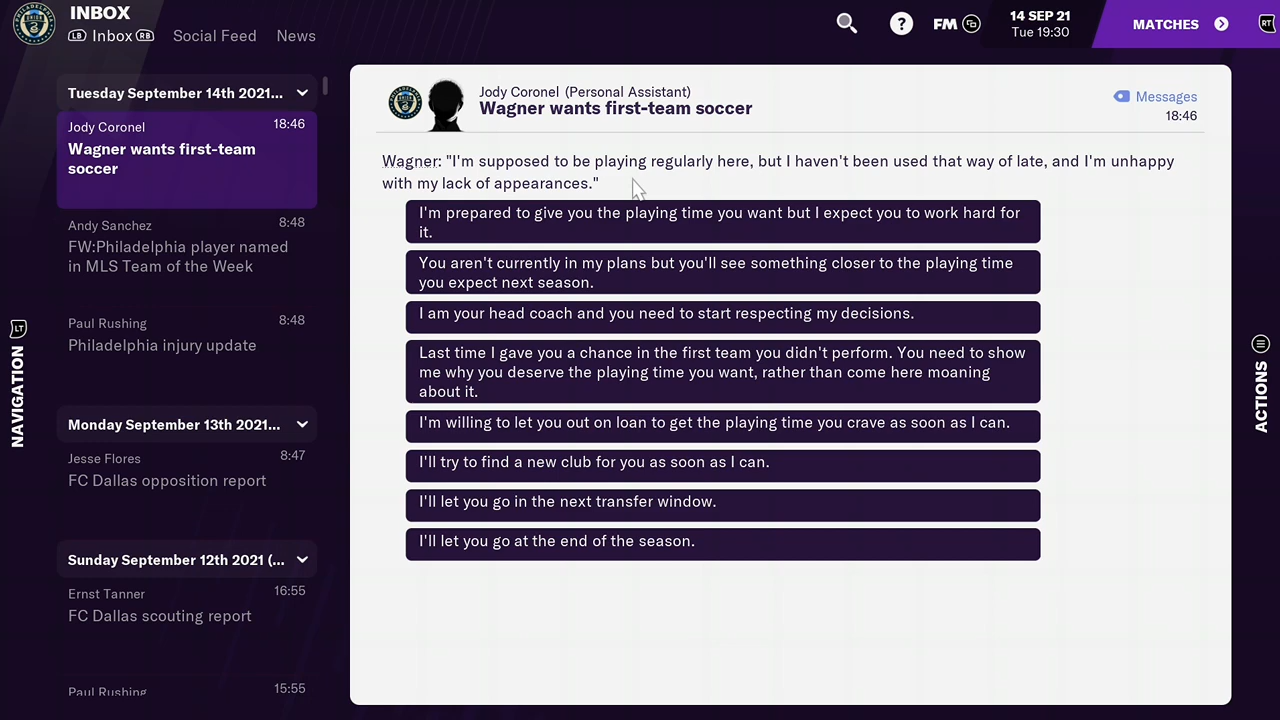 INBOX
LB Inbox RB Social Feed News
FM
14 SEP 21
Tue 19:30
MATCHES
RT
Tuesday September 14th 2021...
Jody Coronel 18:46
Wagner wants first-team
soccer
Andy Sanchez 8:48
FW:Philadelphia player named
in MLS Team of the Week
Paul Rushing 8:48
Philadelphia injury update
Monday September 13th 2021...
Jesse Flores 8:47
FC Dallas opposition report
Sunday September 12th 2021 (...
Ernst Tanner 16:55
FC Dallas scouting report
Paul Rushing 15:55
LT
NAVIGATION
Jody Coronel (Personal Assistant)
Wagner wants first-team soccer
Messages
18:46
Wagner: "I'm supposed to be playing regularly here, but I haven't been used that way of late, and I'm unhappy
with my lack of appearances."
I'm prepared to give you the playing time you want but I expect you to work hard for
it.
You aren't currently in my plans but you'll see something closer to the playing time
you expect next season.
I am your head coach and you need to start respecting my decisions.
Last time I gave you a chance in the first team you didn't perform. You need to show
me why you deserve the playing time you want, rather than come here moaning
about it.
I'm willing to let you out on loan to get the playing time you crave as soon as I can.
I'll try to find a new club for you as soon as I can.
I'll let you go in the next transfer window.
I'll let you go at the end of the season.
ACTIONS